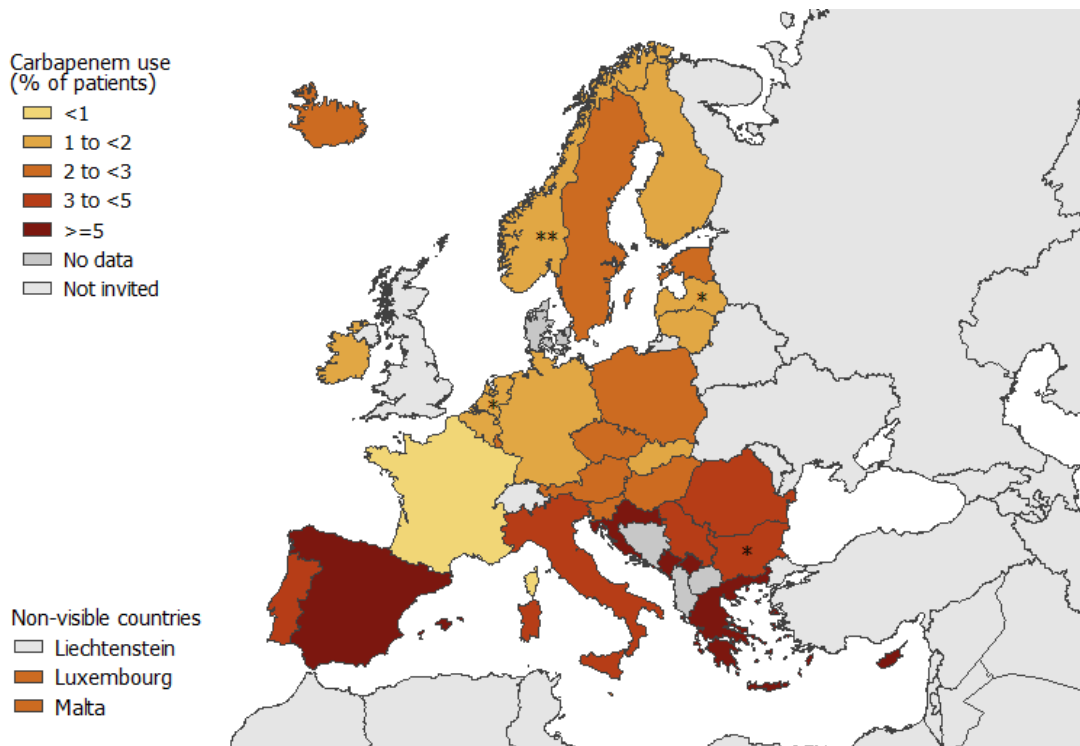 Carbapenem use
(% of patients)
<1
1 to <2
2 to <3
3 to <5
>=5
No data
Not invited
**
*
*
*
Non-visible countries
Liechtenstein
Luxembourg
Malta